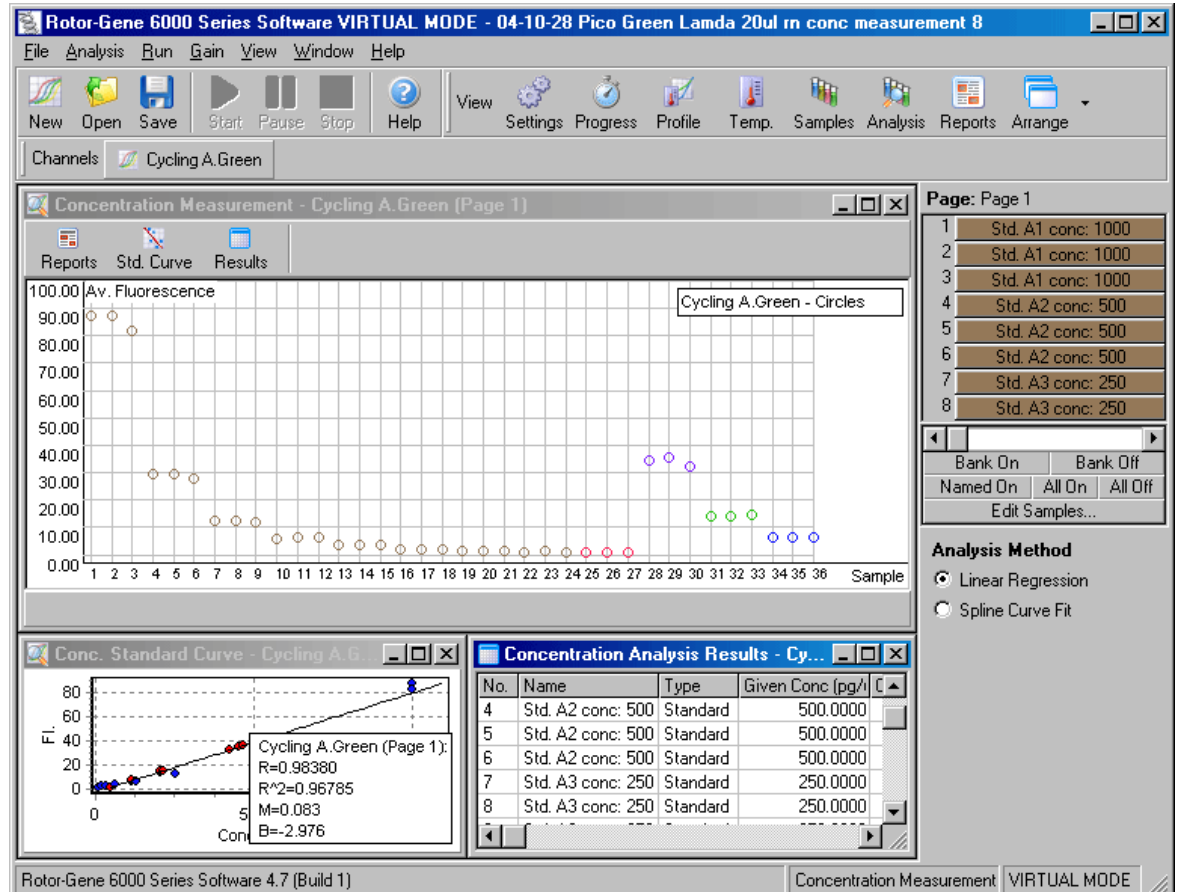 Rotor-Gene 6000 Series Software VIRTUAL MODE - 04-10-28 Pico Green Lamda 20ul rn conc measurement 8
File Analysis Run Gain View Window Help
New Open Save Start Pause Stop Help View Settings Progress Profile Temp. Samples Analysis Reports Arrange
Channels Cycling A.Green
Concentration Measurement - Cycling A.Green (Page 1)
Reports Std. Curve Results
100.00 Av. Fluorescence
Cycling A.Green - Circles
90.00
80.00
70.00
60.00
50.00
40.00
30.00
20.00
10.00
0.00
1 2 3 4 5 6 7 8 9 10 11 12 13 14 15 16 17 18 19 20 21 22 23 24 25 26 27 28 29 30 31 32 33 34 35 36 Sample
Page: Page 1
1 Std. A1 conc: 1000
2 Std. A1 conc: 1000
3 Std. A1 conc: 1000
4 Std. A2 conc: 500
5 Std. A2 conc: 500
6 Std. A2 conc: 500
7 Std. A3 conc: 250
8 Std. A3 conc: 250
Bank On Bank Off
Named On All On All Off
Edit Samples...
Analysis Method
Linear Regression
Spline Curve Fit
Conc. Standard Curve - Cycling A.G...
80
60
40
20
0
Fl.
0 5
Cycling A.Green (Page 1):
R=0.98380
R^2=0.96785
M=0.083
B=-2.976
Concentration Analysis Results - Cy...
No. Name Type Given Conc (pg/
4 Std. A2 conc: 500 Standard 500.0000
5 Std. A2 conc: 500 Standard 500.0000
6 Std. A2 conc: 500 Standard 500.0000
7 Std. A3 conc: 250 Standard 250.0000
8 Std. A3 conc: 250 Standard 250.0000
Rotor-Gene 6000 Series Software 4.7 (Build 1)
Concentration Measurement VIRTUAL MODE